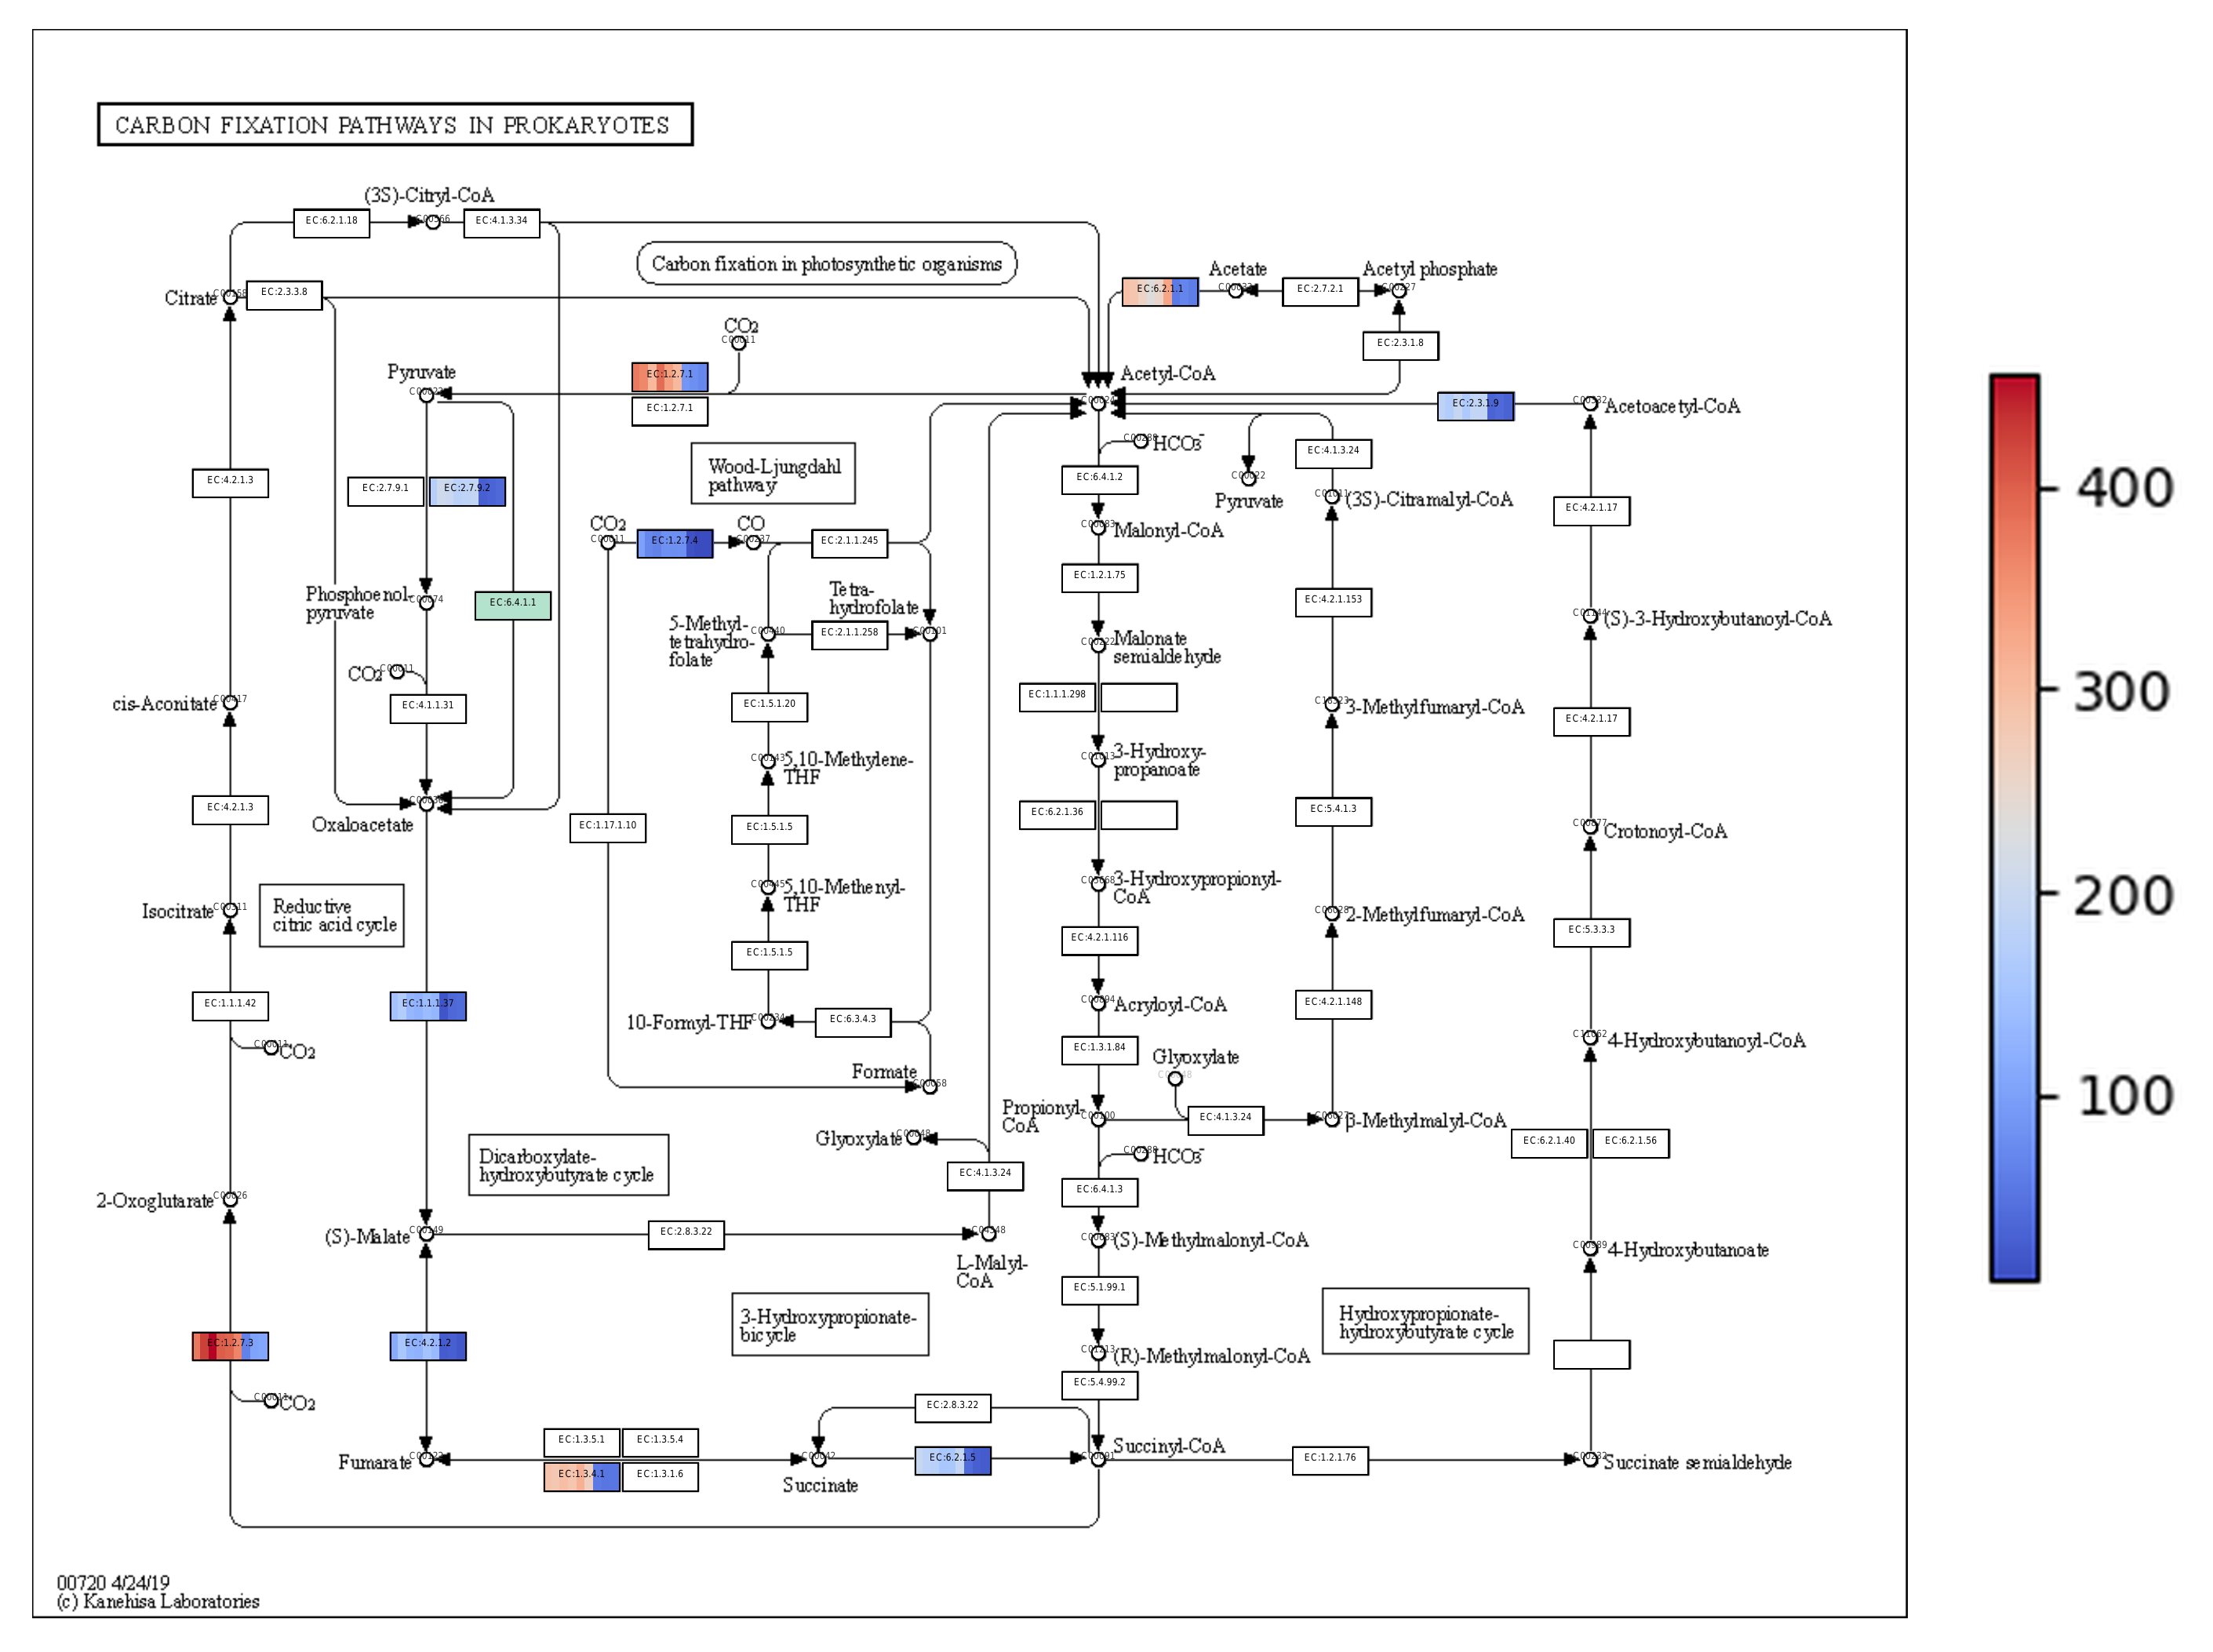 CARBON FIXATION PATHWAYS IN PROKARYOTES
(3S)-Citryl-CoA
EC:6.2.1.18
EC:4.1.3.34
Carbon fixation in photosynthetic organisms
Citrate
EC:2.3.3.8
Acetate
Acetyl phosphate
EC:6.2.1.1
EC:2.7.2.1
EC:2.3.1.8
CO2
C00011
Pyruvate
EC:1.2.7.1
EC:1.2.7.1
Acetyl-CoA
EC:2.3.1.9
Acetoacetyl-CoA
HCO3-
EC:4.1.3.24
Wood-Ljungdahl
pathway
EC:4.2.1.3
EC:2.7.9.1
EC:2.7.9.2
EC:6.4.1.2
Pyruvate
C00022
(3S)-Citramalyl-CoA
EC:4.2.1.17
CO2
C00011
EC:1.2.7.4
CO
EC:2.1.1.245
Malonyl-CoA
EC:1.2.1.75
Phosphoenol-
pyruvate
EC:6.4.1.1
Tetra-
hydrofolate
5-Methyl-
tetrahydro-
folate
EC:2.1.1.258
EC:4.2.1.153
(S)-3-Hydroxybutanoyl-CoA
Malonate
semialdehyde
CO2
C00011
cis-Aconitate
EC:4.1.1.31
EC:1.5.1.20
EC:1.1.1.298
3-Methylfumaryl-CoA
EC:4.2.1.17
5,10-Methylene-
THF
3-Hydroxy-
propanoate
EC:4.2.1.3
Oxaloacetate
EC:1.17.1.10
EC:1.5.1.5
EC:6.2.1.36
EC:5.4.1.3
Crotonoyl-CoA
5,10-Methenyl-
THF
3-Hydroxypropionyl-
CoA
Isocitrate
Reductive
citric acid cycle
2-Methylfumaryl-CoA
EC:5.3.3.3
EC:1.5.1.5
EC:4.2.1.116
EC:1.1.1.42
EC:1.1.1.37
Acryloyl-CoA
EC:4.2.1.148
10-Formyl-THF
EC:6.3.4.3
CO2
EC:1.3.1.84
4-Hydroxybutanoyl-CoA
Formate
Glyoxylate
Propionyl-
CoA
EC:4.1.3.24
β-Methylmalyl-CoA
Glyoxylate
EC:6.2.1.40
EC:6.2.1.56
Dicarboxylate-
hydroxybutyrate cycle
HCO3-
EC:4.1.3.24
EC:6.4.1.3
2-Oxoglutarate
(S)-Malate
EC:2.8.3.22
L-Malyl-
CoA
(S)-Methylmalonyl-CoA
4-Hydroxybutanoate
EC:5.1.99.1
3-Hydroxypropionate-
bicycle
Hydroxypropionate-
hydroxybutyrate cycle
EC:1.2.7.3
EC:4.2.1.2
(R)-Methylmalonyl-CoA
EC:5.4.99.2
CO2
EC:2.8.3.22
EC:1.3.5.1
EC:1.3.5.4
Fumarate
EC:1.3.4.1
EC:1.3.1.6
Succinate
EC:6.2.1.5
Succinyl-CoA
EC:1.2.1.76
Succinate semialdehyde
00720 4/24/19
(c) Kanehisa Laboratories
400
300
200
100